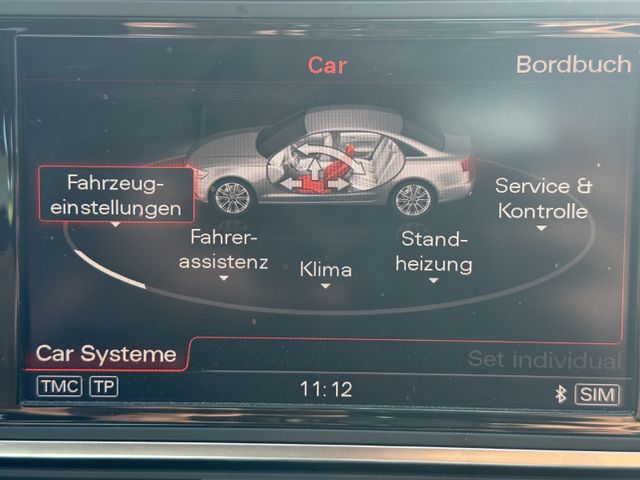 Car
Bordbuch
Fahrzeug-
einstellungen
Fahrer-
assistenz
Klima
Stand-
heizung
Service &
Kontrolle
Car Systeme
Set individual
TMC TP
11:12
SIM